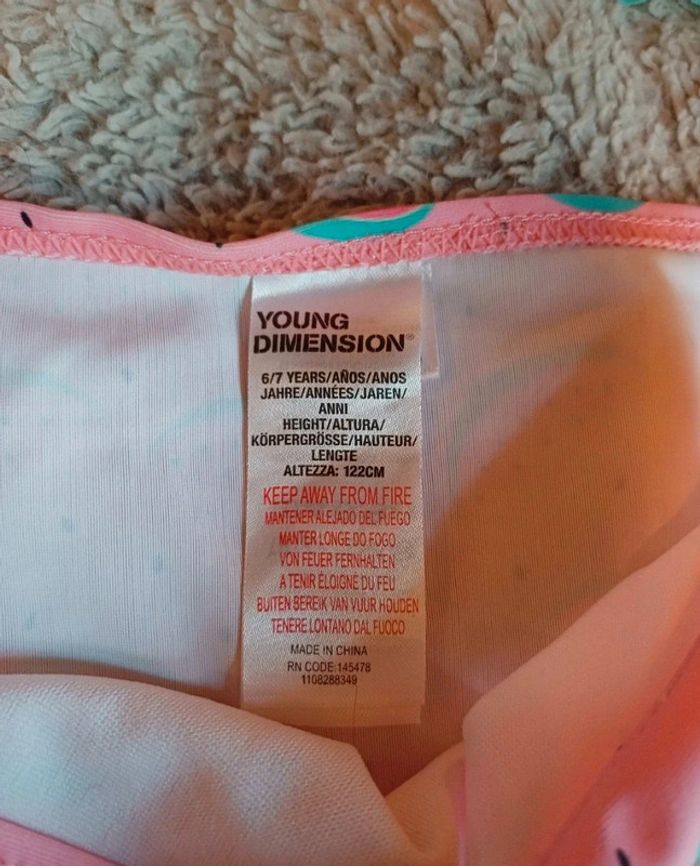 YOUNG
DIMENSION®
6/7 YEARS/AÑOS/ANOS
JAHRE/ANNÉES/JAREN/
ANNI
HEIGHT/ALTURA/
KÖRPERGRÖSSE/HAUTEUR/
LENGTE
ALTEZZA: 122CM
KEEP AWAY FROM FIRE
MANTENER ALEJADO DEL FUEGO
MANTER LONGE DO FOGO
VON FEUER FERNHALTEN
A TENIR ÉLOIGNÉ DU FEU
BUITEN BEREIK VAN VUUR HOUDEN
TENERE LONTANO DAL FUOCO
MADE IN CHINA
RN CODE:145478
1108288349